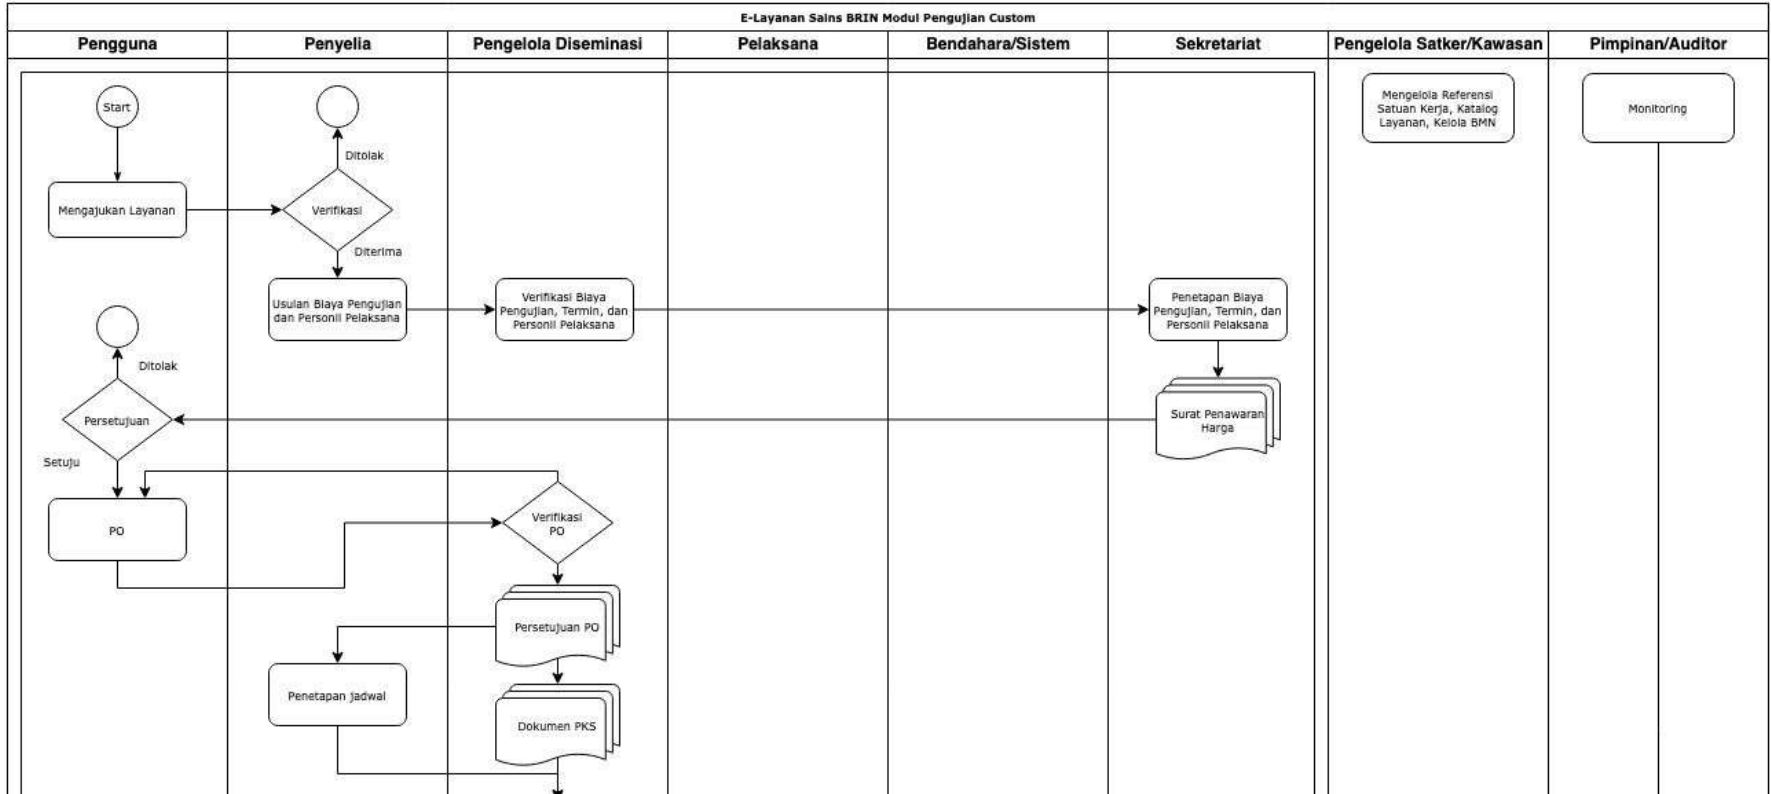 E-Layanan Sains BRIN Modul Pengujian Custom
Pengguna
Penyelia
Pengelola Diseminasi
Pelaksana
Bendahara/Sistem
Sekretariat
Pengelola Satker/Kawasan
Pimpinan/Auditor
Start
Mengelola Referensi
Satuan Kerja, Katalog
Layanan, Kelola BMN
Monitoring
Ditolak
Mengajukan Layanan
Verifikasi
Diterima
Usulan Biaya Pengujian
dan Personil Pelaksana
Verifikasi Biaya
Pengujian, Termin, dan
Personil Pelaksana
Penetapan Biaya
Pengujian, Termin, dan
Personil Pelaksana
Ditolak
Persetujuan
Surat Penawaran
Harga
Setuju
PO
Verifikasi
PO
Persetujuan PO
Penetapan jadwal
Dokumen PKS